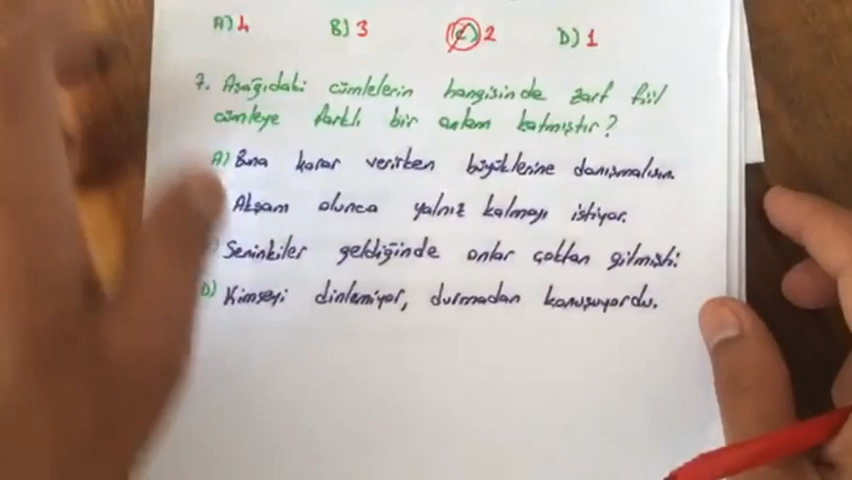 A) 4 B) 3 C) 2 D) 1
7. Aşağıdaki cümlelerin hangisinde zarf fiil
cümleye farklı bir anlam katmıştır?
A) Buna karar verirken büyüklerine danışmalısın.
Akşam olunca yalnız kalmayı istiyor.
) Seninkiler geldiğinde onlar çoktan gitmişti.
D) Kimseyi dinlemiyor, durmadan konuşuyordu.